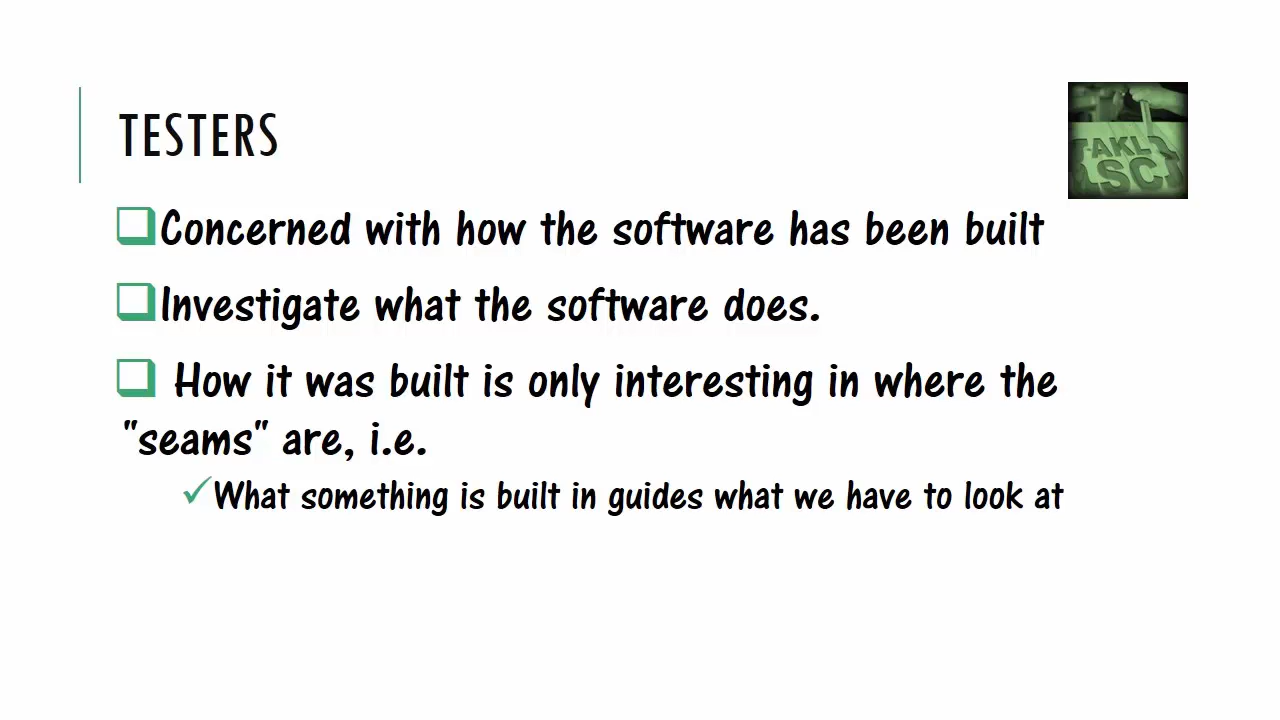 TESTERS
Concerned with how the software has been built
Investigate what the software does.
How it was built is only interesting in where the
"seams" are, i.e.
What something is built in guides what we have to look at